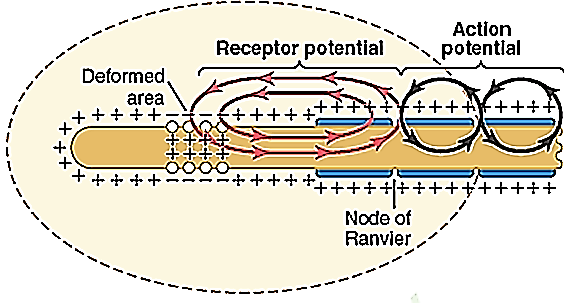 Action
potential
Receptor potential
Deformed
area
Node of
Ranvier